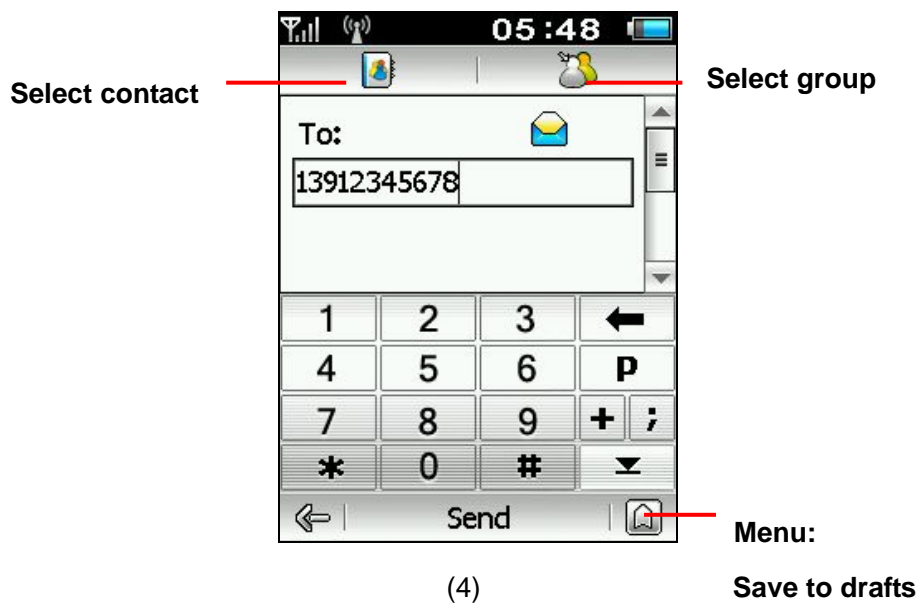 05:48
Select contact
Select group
To:
13912345678
1 2 3
4 5 6 P
7 8 9 + ;
* 0 #
Send
Menu:
Save to drafts
(4)